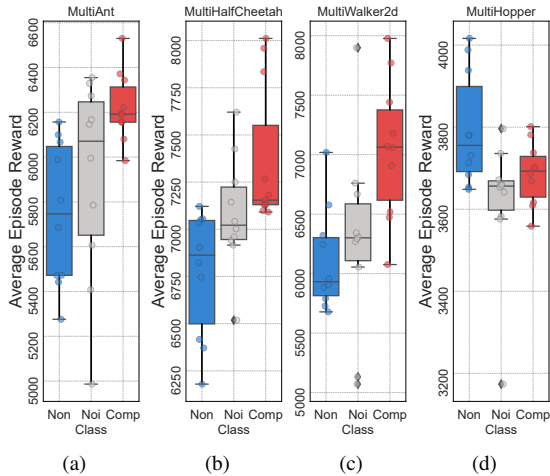 MultiAnt
Average Episode Reward
6600
6400
6200
6000
5800
5600
5400
5200
5000
Non Noi Comp
Class
(a)
MultiHalfCheetah
Average Episode Reward
8000
7750
7500
7250
7000
6750
6500
6250
Non Noi Comp
Class
(b)
MultiWalker2d
Average Episode Reward
8000
7500
7000
6500
6000
5500
5000
Non Noi Comp
Class
(c)
MultiHopper
Average Episode Reward
4000
3800
3600
3400
3200
Non Noi Comp
Class
(d)